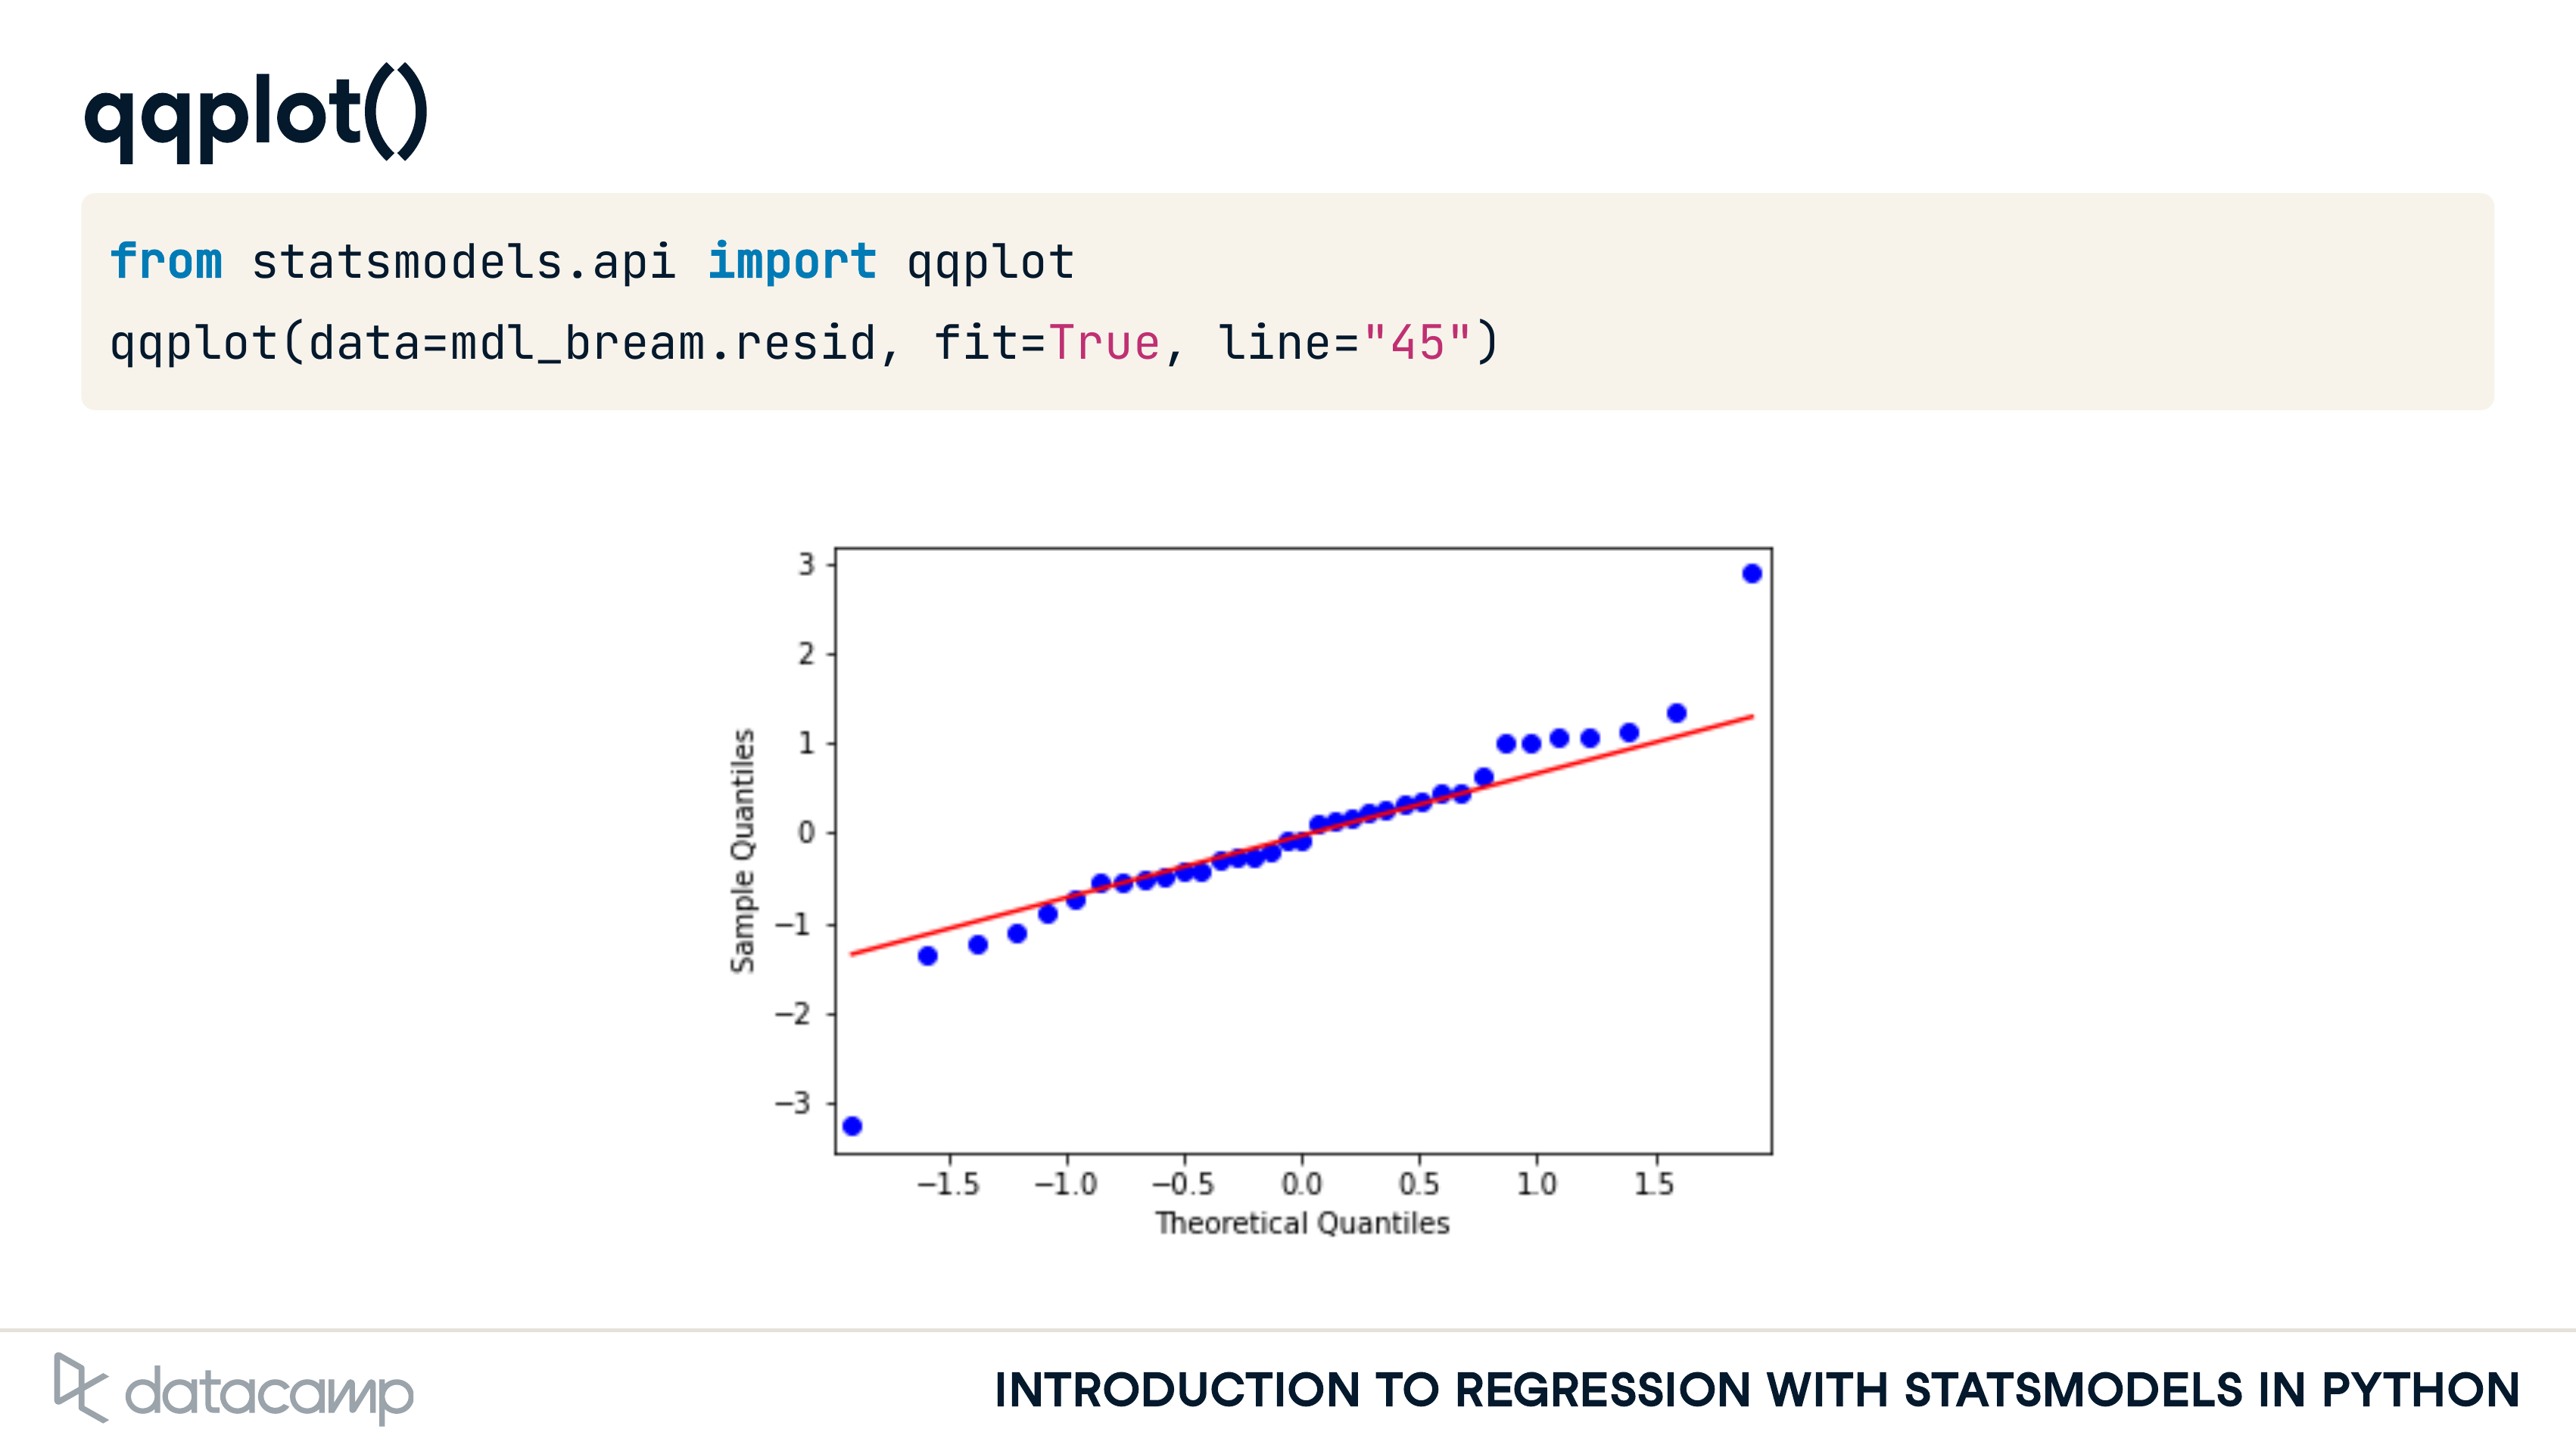 qqplot()
from statsmodels.api import qqplot
qqplot(data=mdl_bream.resid, fit=True, line="45")
3
2
1
0
−1
−2
−3
Sample Quantiles
−1.5 −1.0 −0.5 0.0 0.5 1.0 1.5
Theoretical Quantiles
datacamp
INTRODUCTION TO REGRESSION WITH STATSMODELS IN PYTHON